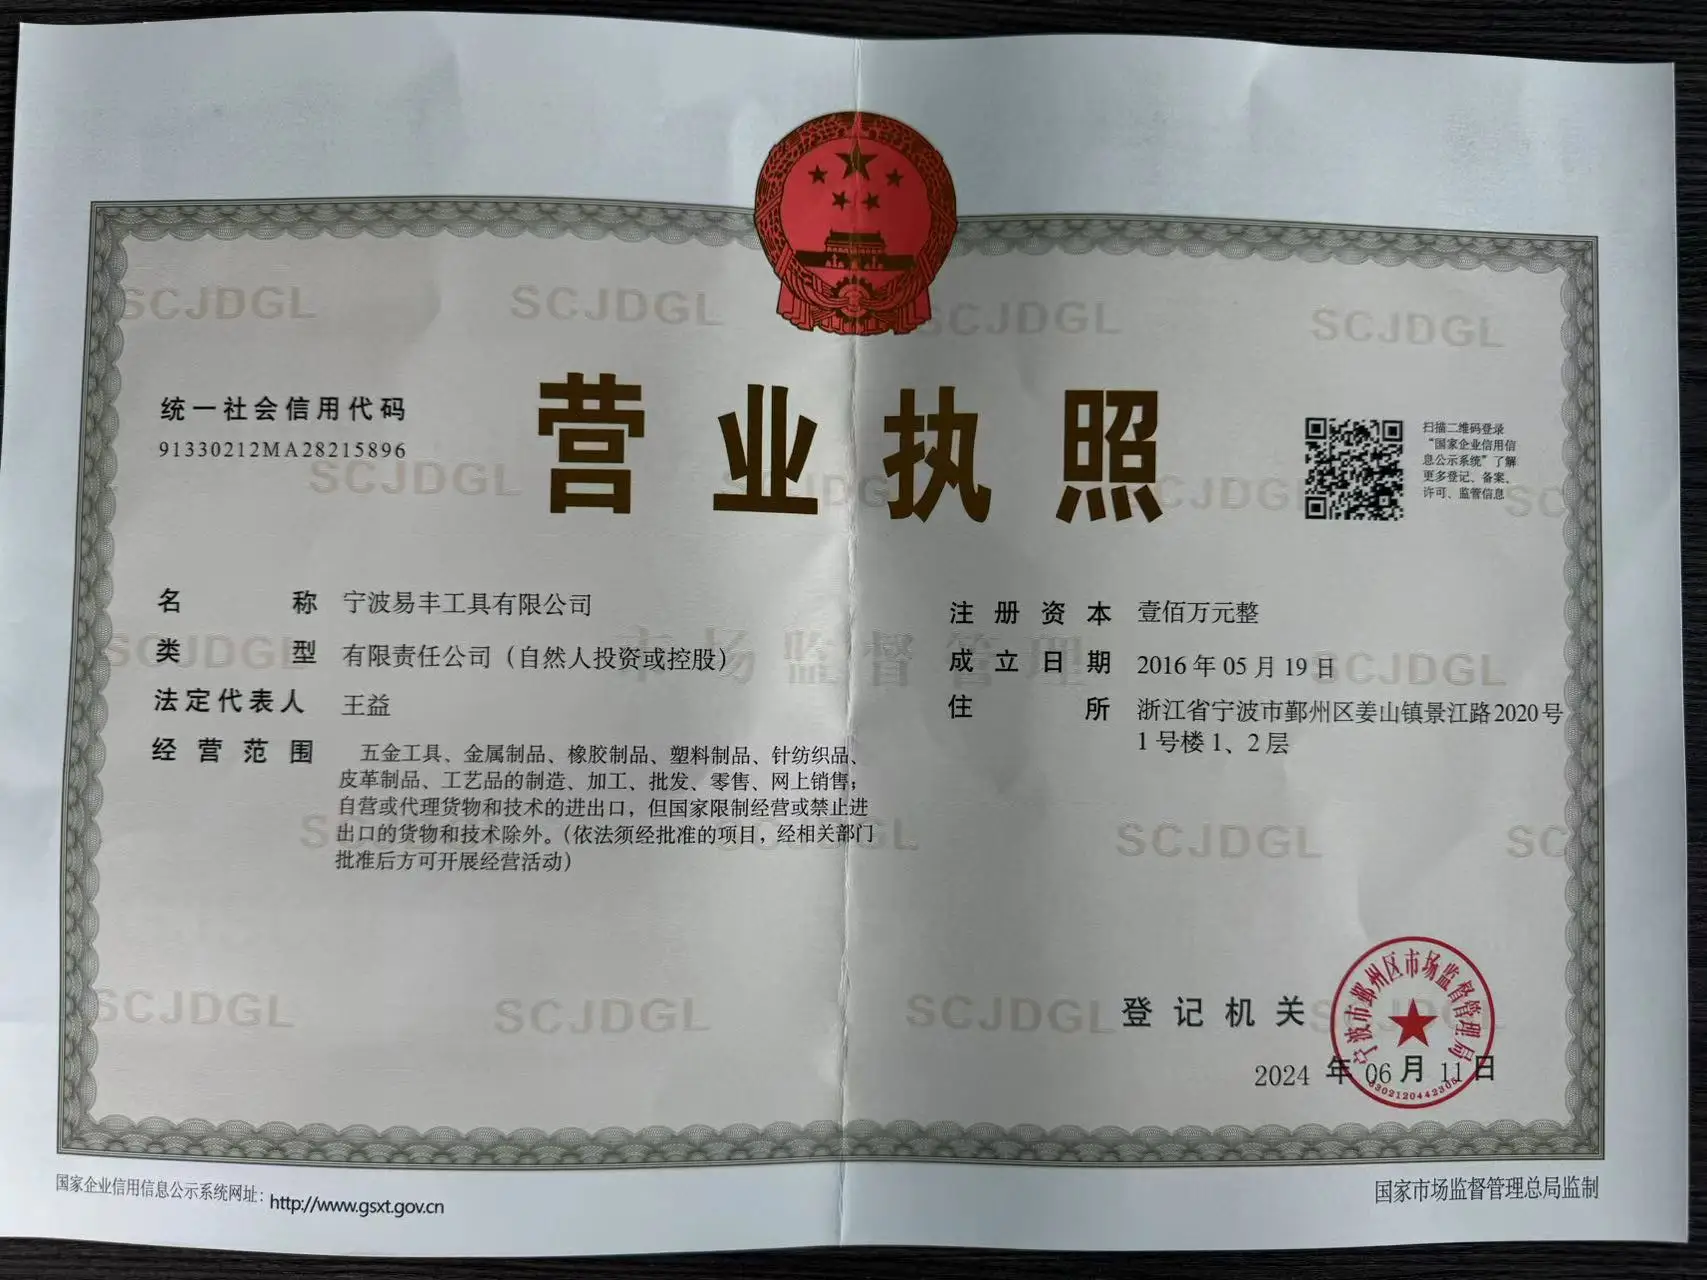 营业执照
统一社会信用代码
91330212MA28215896
扫描二维码登录
“国家企业信用信
息公示系统”了解
更多登记、备案、
许可、监管信息
名称 宁波易丰工具有限公司
类型 有限责任公司（自然人投资或控股）
法定代表人 王益
经营范围 五金工具、金属制品、橡胶制品、塑料制品、针纺织品、
皮革制品、工艺品的制造、加工、批发、零售、网上销售；
自营或代理货物和技术的进出口，但国家限制经营或禁止进
出口的货物和技术除外。（依法须经批准的项目，经相关部门
批准后方可开展经营活动）
注册资本 壹佰万元整
成立日期 2016年05月19日
住所 浙江省宁波市鄞州区姜山镇景江路2020号
1号楼1、2层
登记机关
宁波市鄞州区市场监督管理局
2024年06月11日
3302120442305
国家企业信用信息公示系统网址：http://www.gsxt.gov.cn
国家市场监督管理总局监制
SCJDGL
市场监督管理